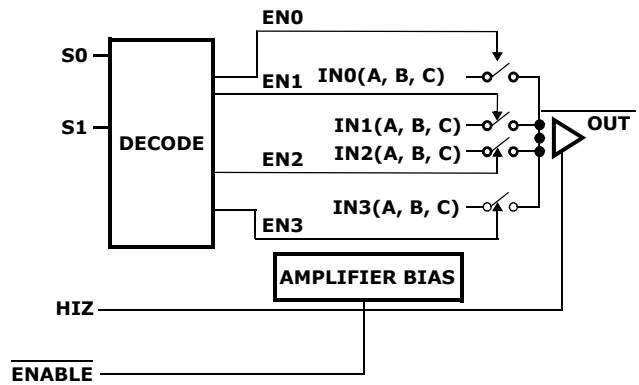 EN0
S0
IN0(A, B, C)
EN1
S1
DECODE
IN1(A, B, C)
OUT
IN2(A, B, C)
EN2
IN3(A, B, C)
EN3
AMPLIFIER BIAS
HIZ
ENABLE